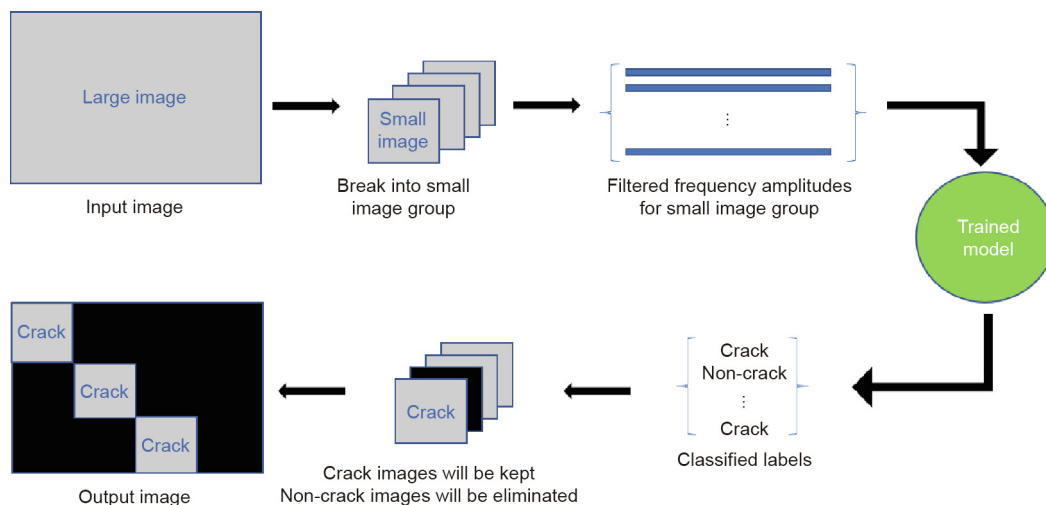 Large image
Input image
Small
image
Break into small
image group
⋮
Filtered frequency amplitudes
for small image group
Trained
model
Crack
Non-crack
⋮
Crack
Classified labels
Crack
Crack images will be kept
Non-crack images will be eliminated
Crack
Crack
Crack
Output image